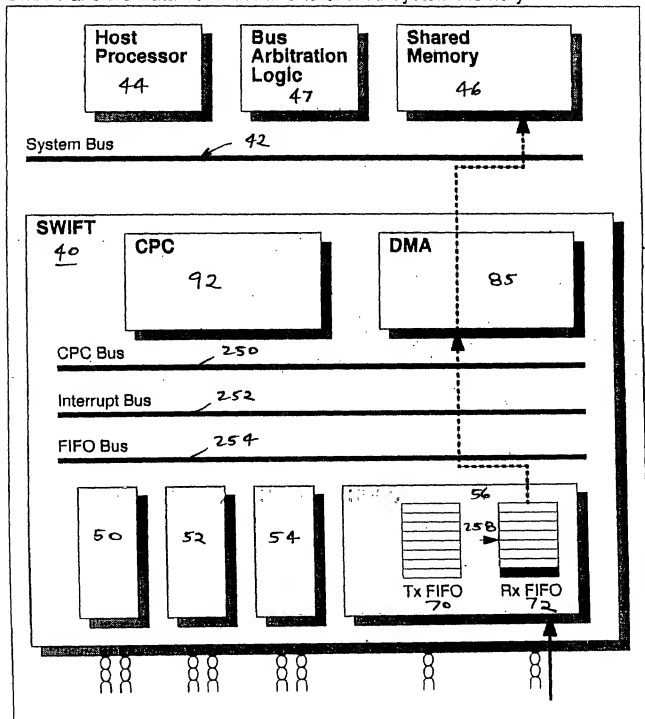 Host Processor
44
Bus Arbitration Logic
47
Shared Memory
46
System Bus
42
SWIFT
40
CPC
92
DMA
85
CPC Bus
250
Interrupt Bus
252
FIFO Bus
254
50
52
54
56
258
Tx FIFO
70
Rx FIFO
72